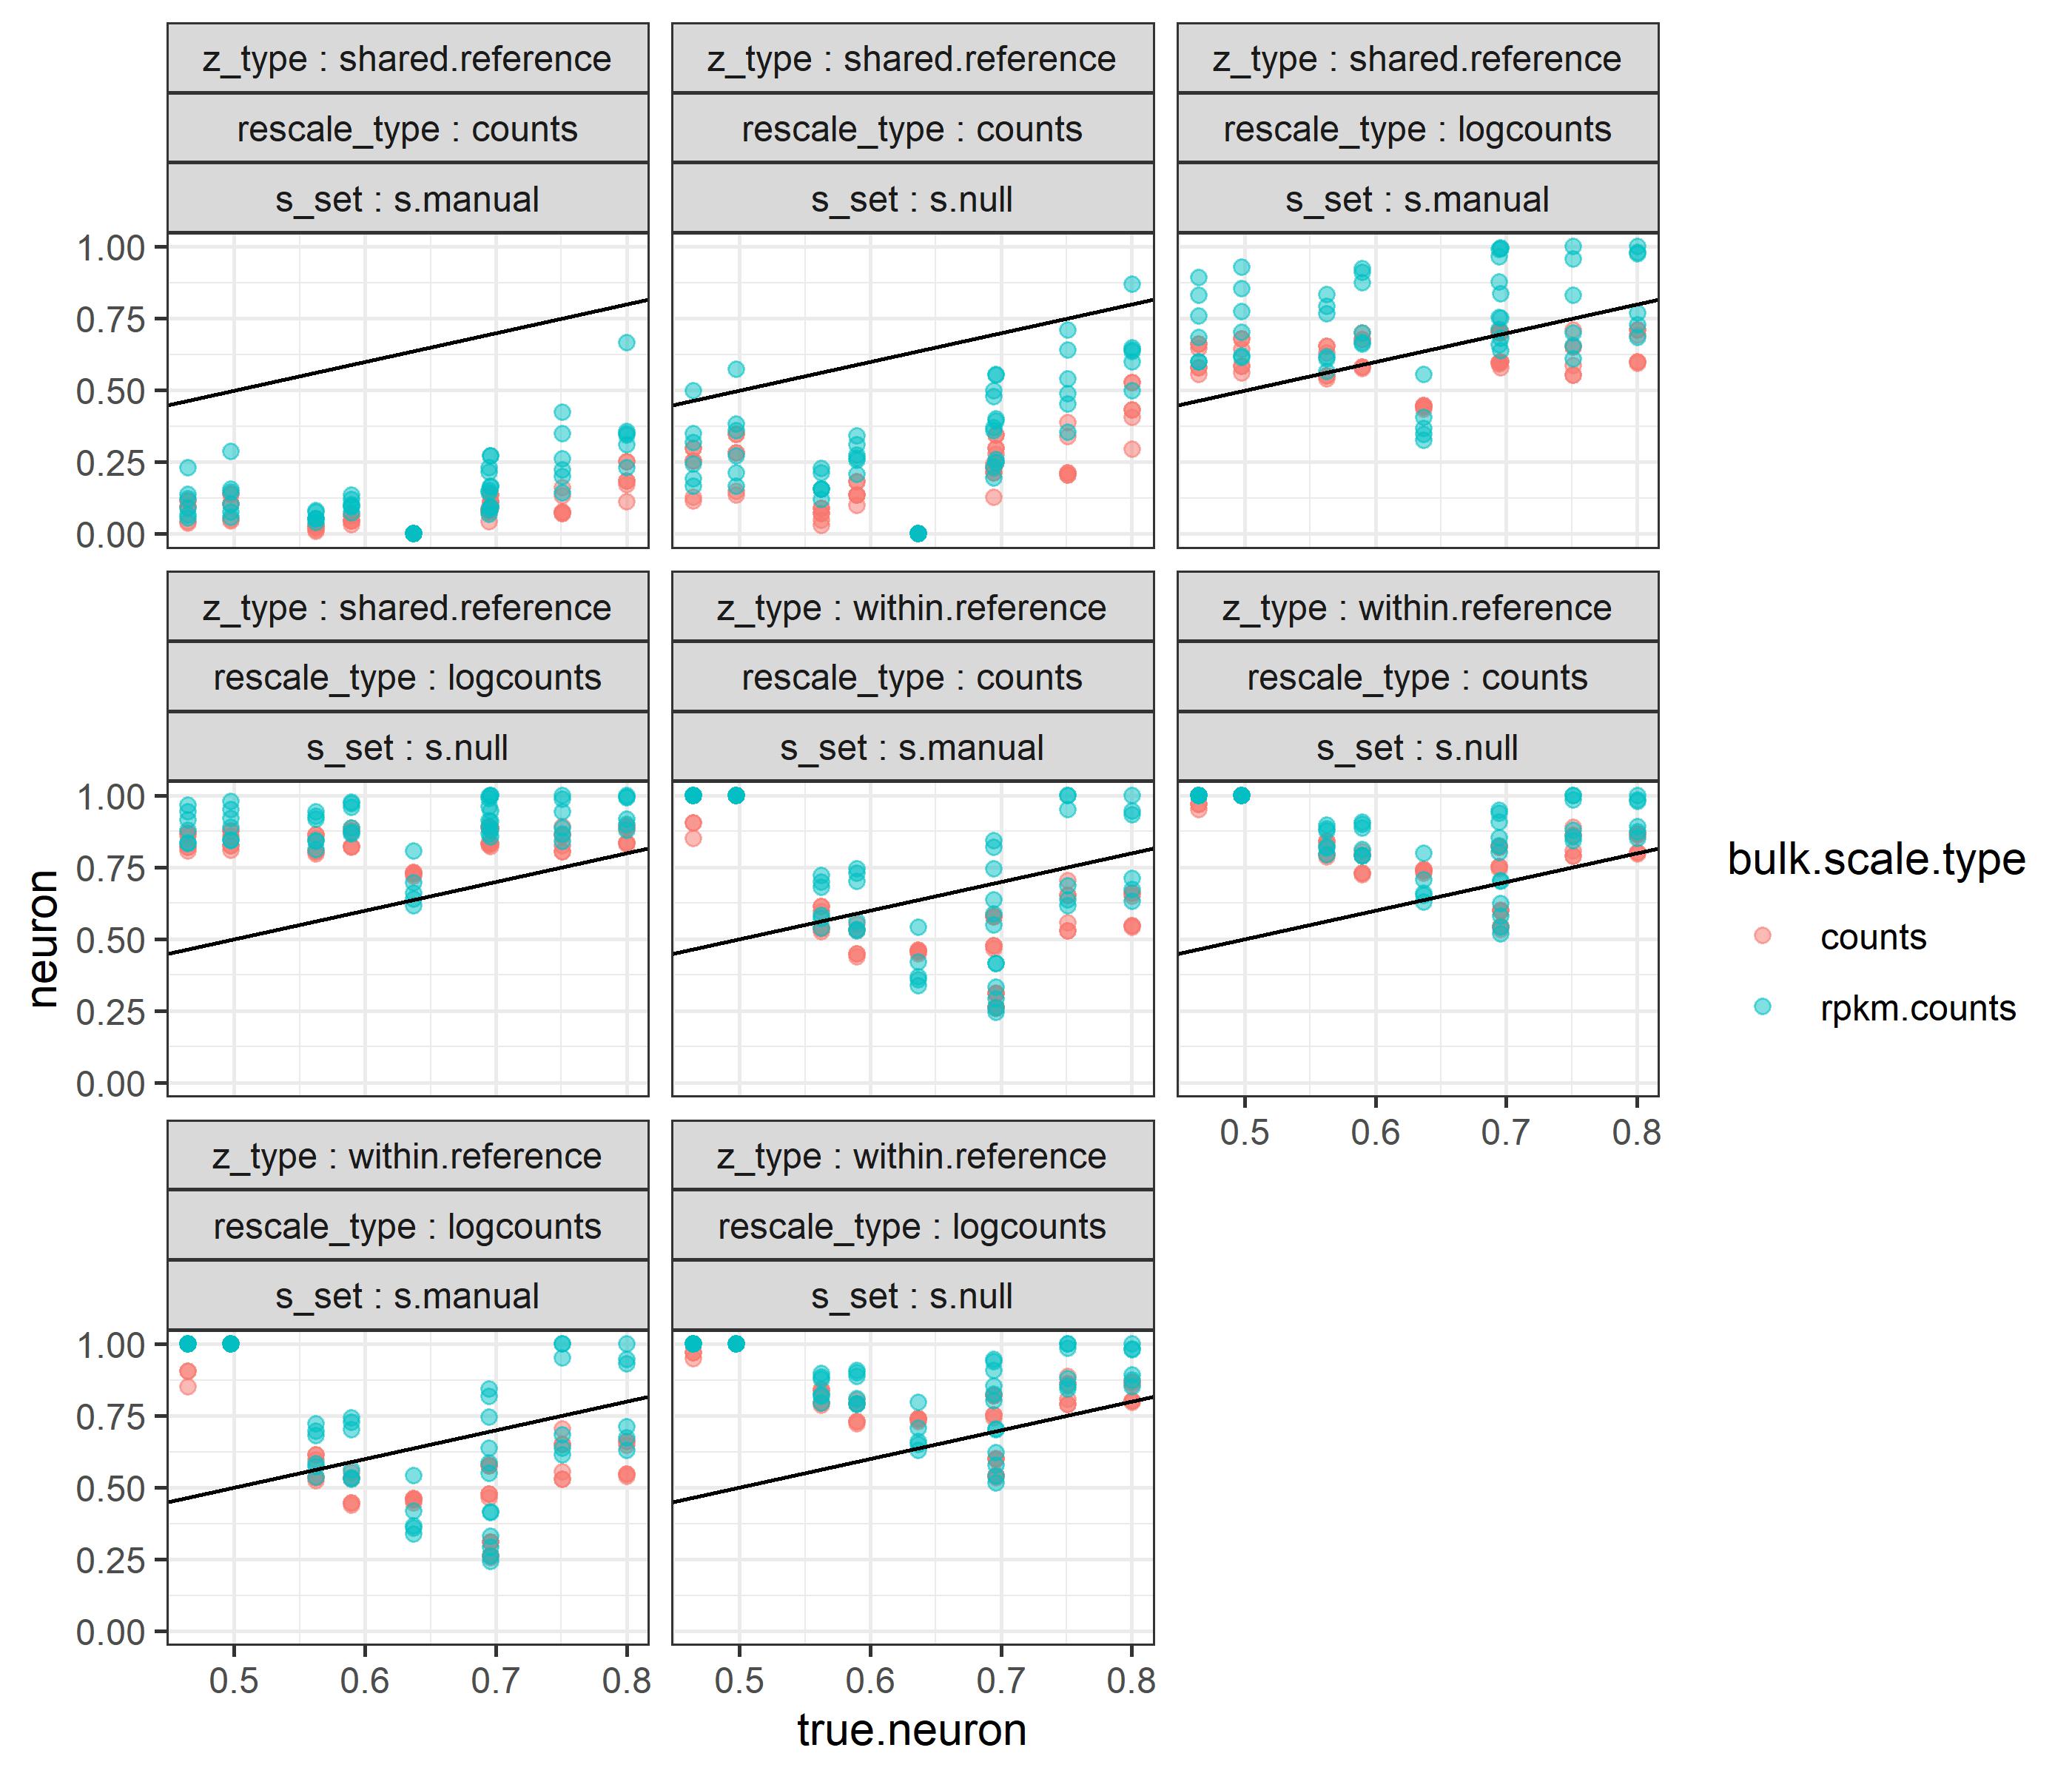 z_type : shared.reference
z_type : shared.reference
z_type : shared.reference
rescale_type : counts
rescale_type : counts
rescale_type : logcounts
s_set : s.manual
s_set : s.null
s_set : s.manual
1.00
0.75
0.50
0.25
0.00
z_type : shared.reference
z_type : within.reference
z_type : within.reference
rescale_type : logcounts
rescale_type : counts
rescale_type : counts
s_set : s.null
s_set : s.manual
s_set : s.null
1.00
0.75
0.50
0.25
0.00
0.5
0.6
0.7
0.8
z_type : within.reference
z_type : within.reference
rescale_type : logcounts
rescale_type : logcounts
s_set : s.manual
s_set : s.null
1.00
0.75
0.50
0.25
0.00
0.5
0.6
0.7
0.8
0.5
0.6
0.7
0.8
true.neuron
neuron
bulk.scale.type
counts
rpkm.counts